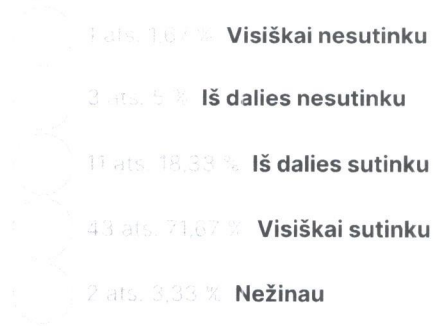 1 ats. 1,67 % Visiškai nesutinku
3 ats. 5 % Iš dalies nesutinku
11 ats. 18,33 % Iš dalies sutinku
43 ats. 71,67 % Visiškai sutinku
2 ats. 3,33 % Nežinau